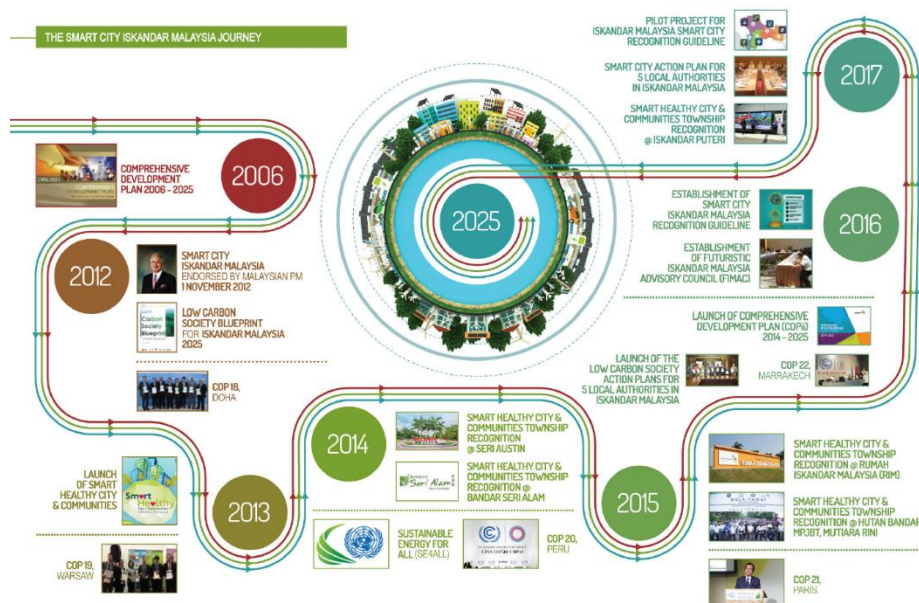 THE SMART CITY ISKANDAR MALAYSIA JOURNEY
2006
COMPREHENSIVE
DEVELOPMENT
PLAN 2006 - 2025
2012
SMART CITY
ISKANDAR MALAYSIA
ENDORSED BY MALAYSIAN PM
1 NOVEMBER 2012
Carbon
Society
Blueprint
LOW CARBON
SOCIETY BLUEPRINT
FOR ISKANDAR MALAYSIA
2025
COP 18,
DOHA
2013
LAUNCH
OF SMART
HEALTHY CITY
& COMMUNITIES
Smart
Healthy
COP 19,
WARSAW
2014
SMART HEALTHY CITY &
COMMUNITIES TOWNSHIP
RECOGNITION
@ SERI AUSTIN
Seri Alam
SMART HEALTHY CITY &
COMMUNITIES TOWNSHIP
RECOGNITION @
BANDAR SERI ALAM
SUSTAINABLE
ENERGY FOR
ALL (SE4ALL)
COP 20,
PERU
2015
LAUNCH OF THE
LOW CARBON SOCIETY
ACTION PLANS FOR
5 LOCAL AUTHORITIES IN
ISKANDAR MALAYSIA
SMART HEALTHY CITY &
COMMUNITIES TOWNSHIP
RECOGNITION @ RUMAH
ISKANDAR MALAYSIA (RIM)
SMART HEALTHY CITY &
COMMUNITIES TOWNSHIP
RECOGNITION @ HUTAN BANDAR
MPJBT, MUTIARA RINI
COP 21,
PARIS
2016
ESTABLISHMENT OF
SMART CITY
ISKANDAR MALAYSIA
RECOGNITION GUIDELINE
ESTABLISHMENT
OF FUTURISTIC
ISKANDAR MALAYSIA
ADVISORY COUNCIL (FIMAC)
LAUNCH OF COMPREHENSIVE
DEVELOPMENT PLAN (CDPii)
2014 - 2025
COP 22,
MARRAKECH
2017
PILOT PROJECT FOR
ISKANDAR MALAYSIA SMART CITY
RECOGNITION GUIDELINE
SMART CITY ACTION PLAN FOR
5 LOCAL AUTHORITIES
IN ISKANDAR MALAYSIA
SMART HEALTHY CITY &
COMMUNITIES TOWNSHIP
RECOGNITION
@ ISKANDAR PUTERI
2025